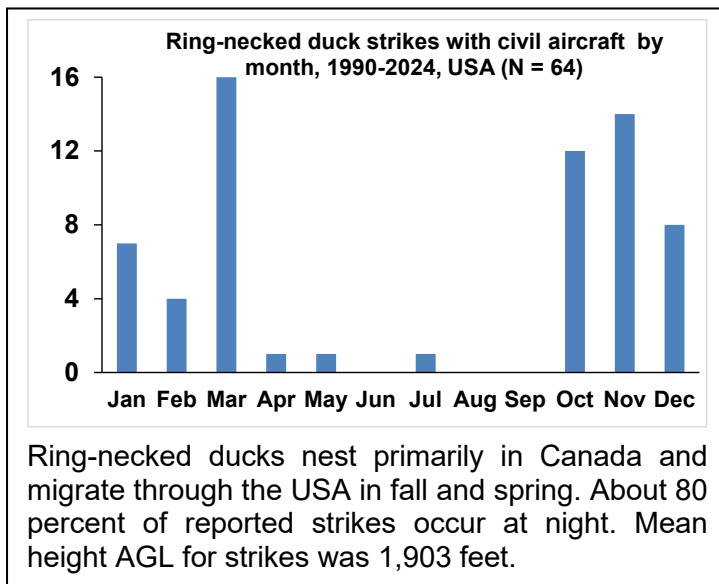 Ring-necked duck strikes with civil aircraft by
month, 1990-2024, USA (N = 64)
16
12
8
4
0
Jan Feb Mar Apr May Jun Jul Aug Sep Oct Nov Dec
Ring-necked ducks nest primarily in Canada and
migrate through the USA in fall and spring. About 80
percent of reported strikes occur at night. Mean
height AGL for strikes was 1,903 feet.